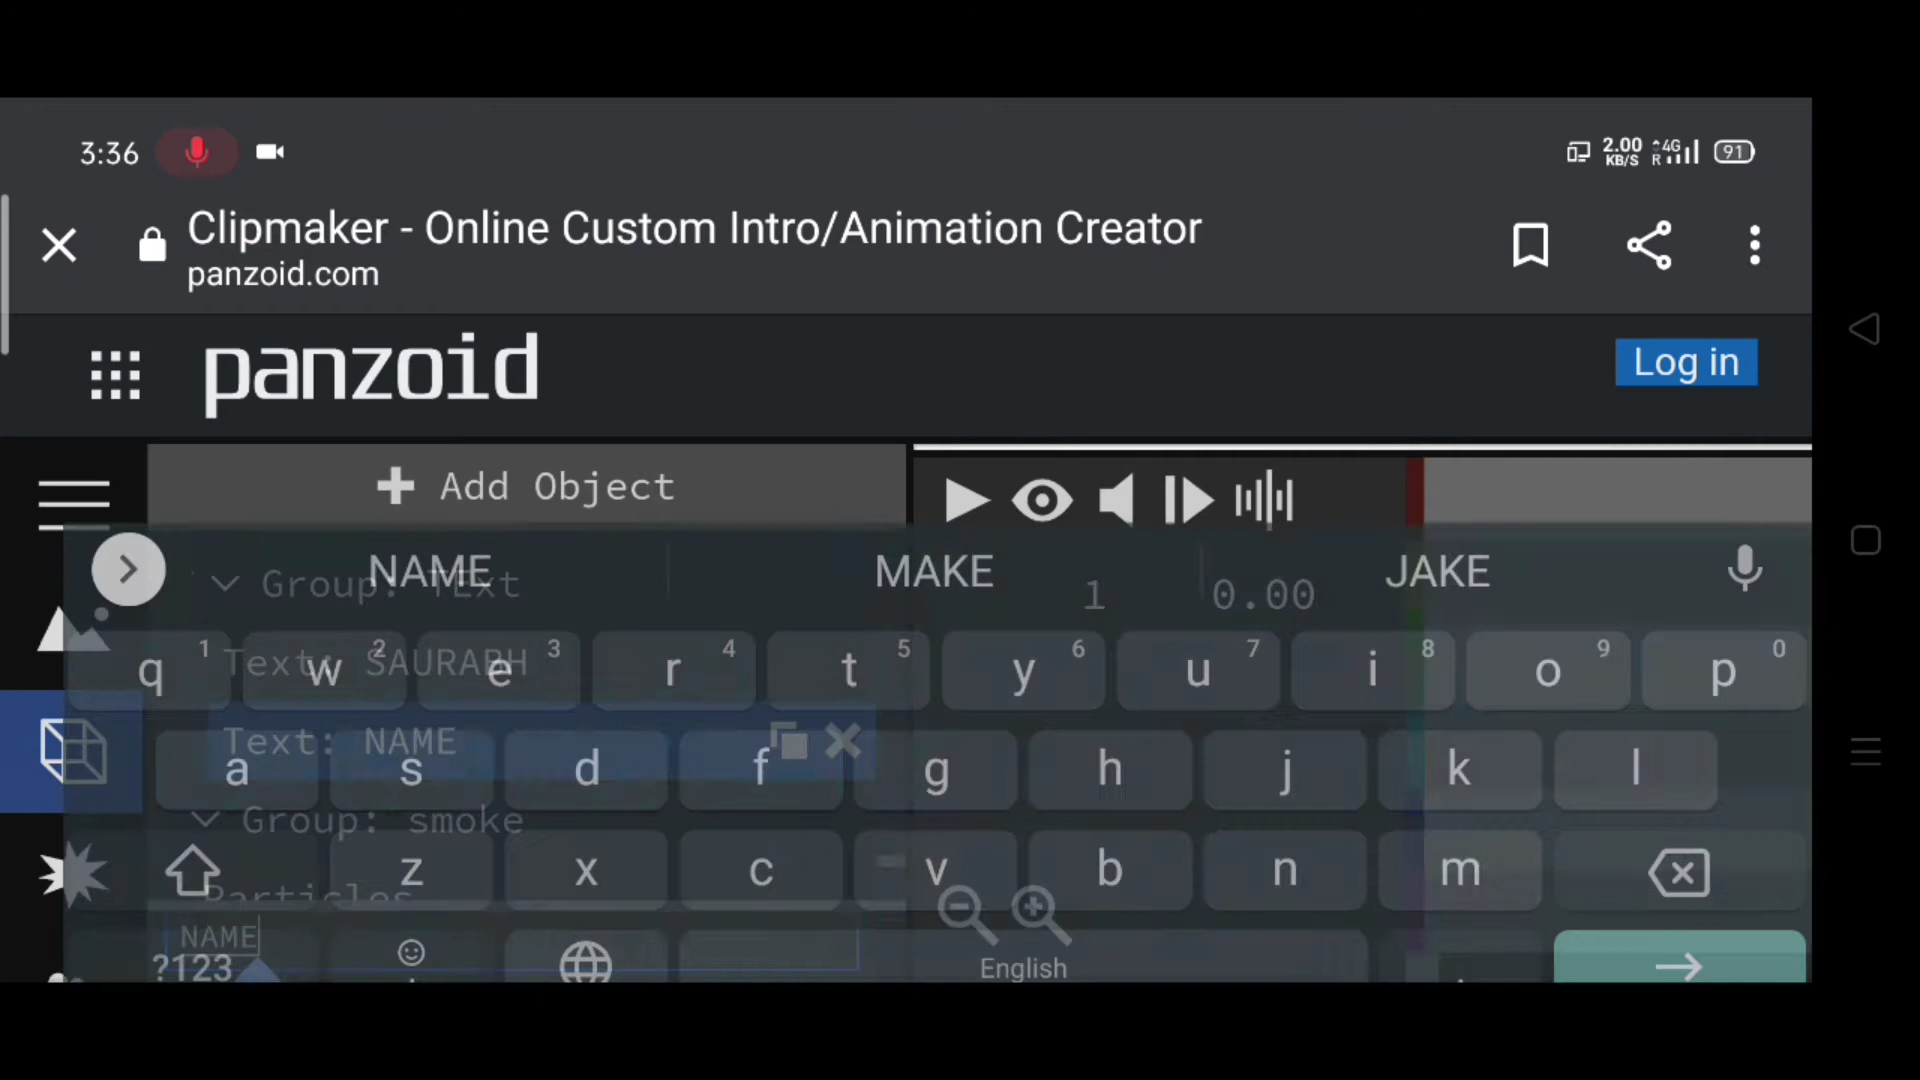 3:36
2.00
KB/S
4G
R
91
Clipmaker - Online Custom Intro/Animation Creator
panzoid.com
panzoid
Log in
Add Object
NAME
MAKE
JAKE
Group: TExt
1
0.00
q 1 w 2 e 3 r 4 t 5 y 6 u 7 i 8 o 9 p 0
Text: SAURABH
Text: NAME
a s d f g h j k l
Group: smoke
z x c v b n m
Particles
NAME
?123
English